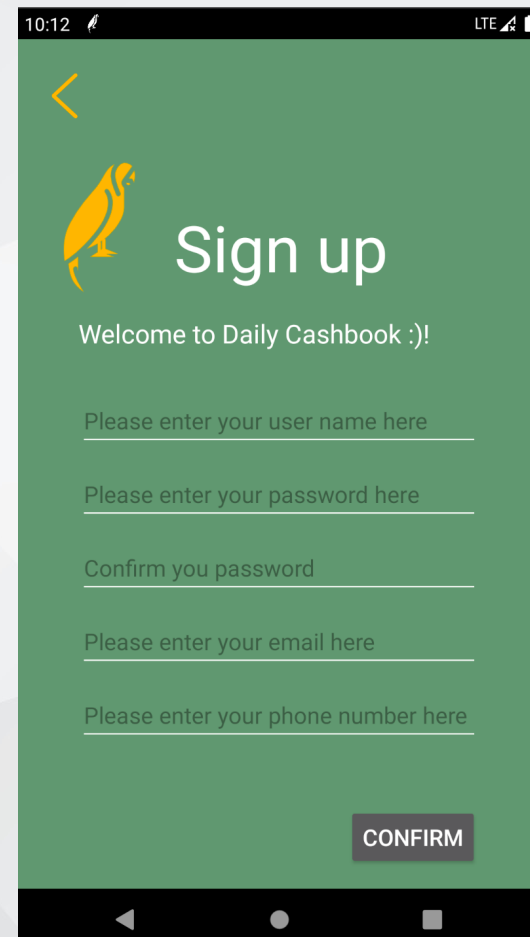 10:12 LTE
Sign up
Welcome to Daily Cashbook :)!
Please enter your user name here
Please enter your password here
Confirm you password
Please enter your email here
Please enter your phone number here
CONFIRM